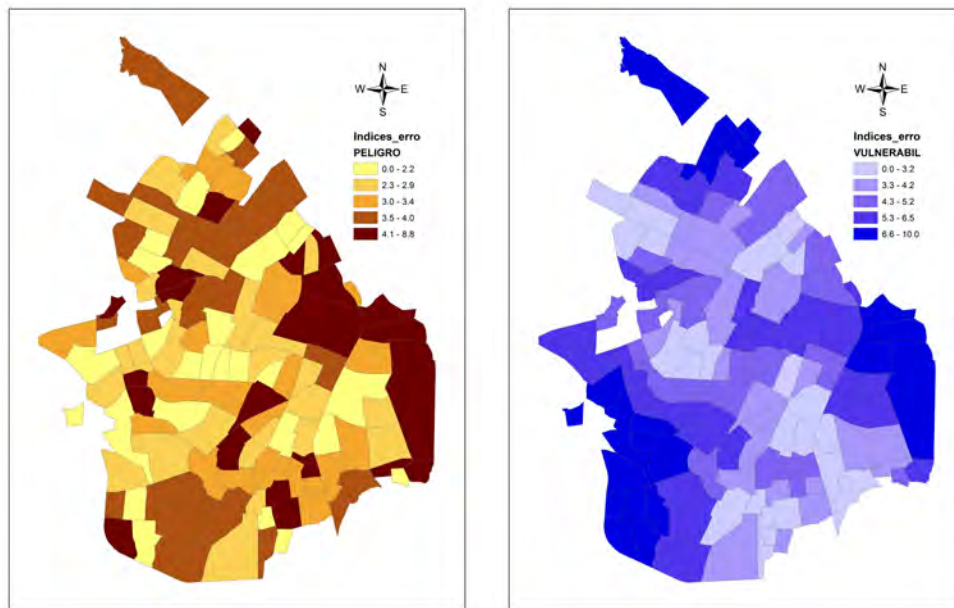 N
W E
S
Indices_erro
PELIGRO
0.0 - 2.2
2.3 - 2.9
3.0 - 3.4
3.5 - 4.0
4.1 - 8.8
N
W E
S
Indices_erro
VULNERABIL
0.0 - 3.2
3.3 - 4.2
4.3 - 5.2
5.3 - 6.5
6.6 - 10.0